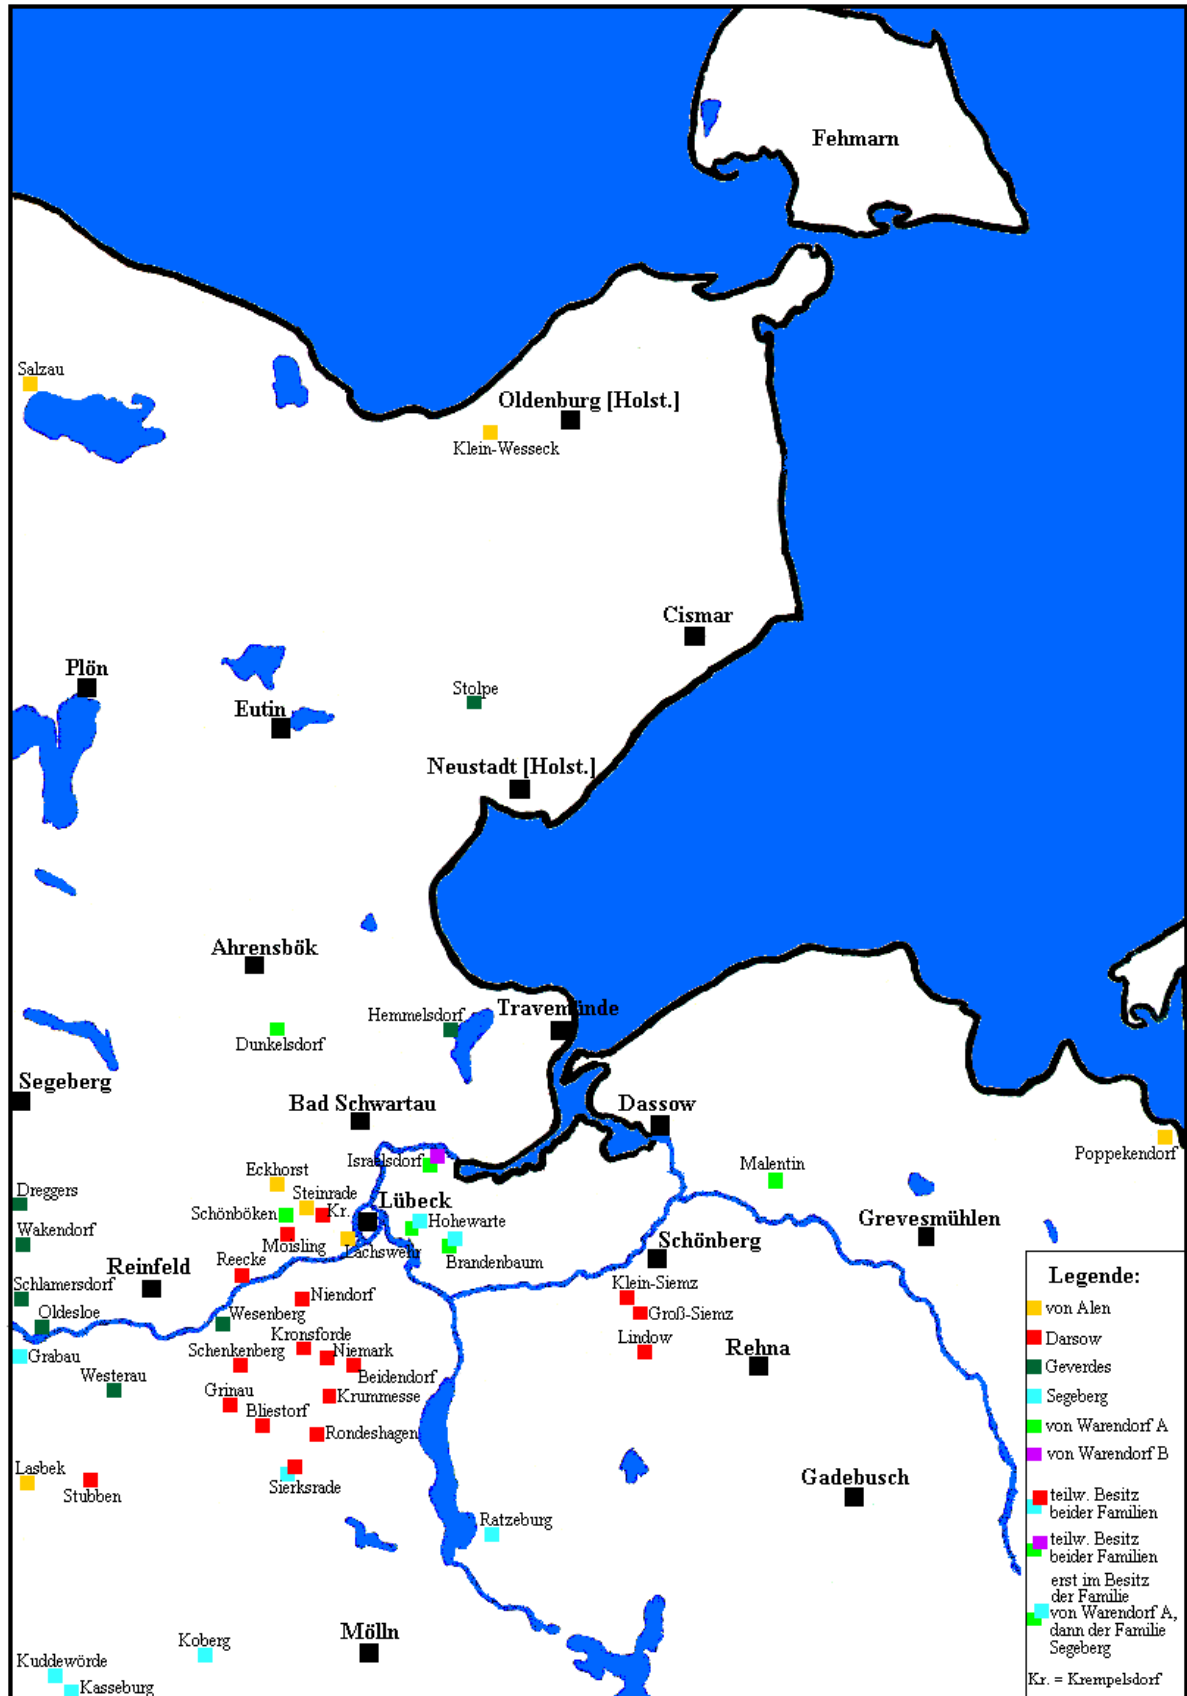 Fehmarn
Salzau
Oldenburg [Holst.]
Klein-Wesseck
Cismar
Plön
Stolpe
Eutin
Neustadt [Holst.]
Ahrensbök
Hemmelsdorf
Travemünde
Dunkelsdorf
Segeberg
Bad Schwartau
Dassow
Poppekendorf
Israelsdorf
Malentin
Eckhorst
Dreggers
Steinrade
Lübeck
Schönböken
Kr.
Hohewarte
Grevesmühlen
Wakendorf
Moisling
Lachswehr
Schönberg
Brandenbaum
Reinfeld
Reecke
Klein-Siemz
Schlamersdorf
Niendorf
Groß-Siemz
Oldesloe
Wesenberg
Kronsforde
Lindow
Rehna
Grabau
Schenkenberg
Niemark
Westerau
Beidendorf
Grinau
Krummesse
Bliestorf
Rondeshagen
Lasbek
Stubben
Sierksrade
Gadebusch
Ratzeburg
Koberg
Mölln
Kuddewörde
Kasseburg
Legende:
von Alen
Darsow
Geverdes
Segeberg
von Warendorf A
von Warendorf B
teilw. Besitz
beider Familien
teilw. Besitz
beider Familien
erst im Besitz
der Familie
von Warendorf A,
dann der Familie
Segeberg
Kr. = Krempelsdorf